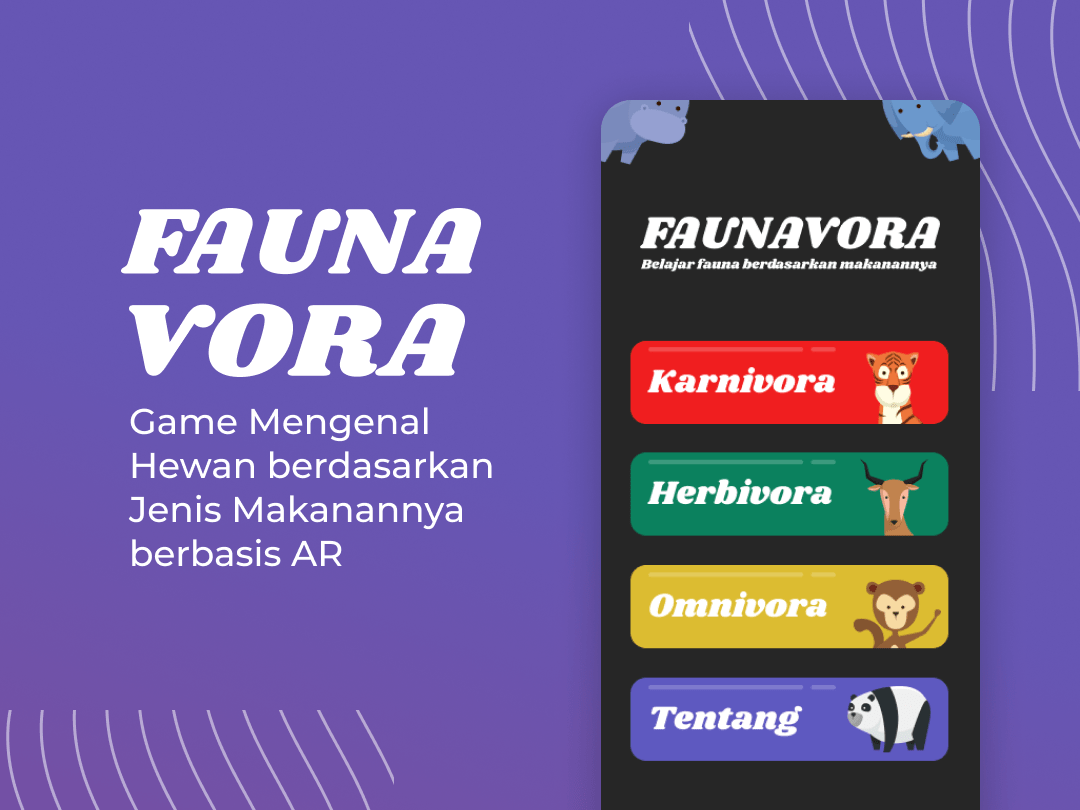 FAUNA
VORA
Game Mengenal
Hewan berdasarkan
Jenis Makanannya
berbasis AR
FAUNAVORA
Belajar fauna berdasarkan makanannya
Karnivora
Herbivora
Omnivora
Tentang